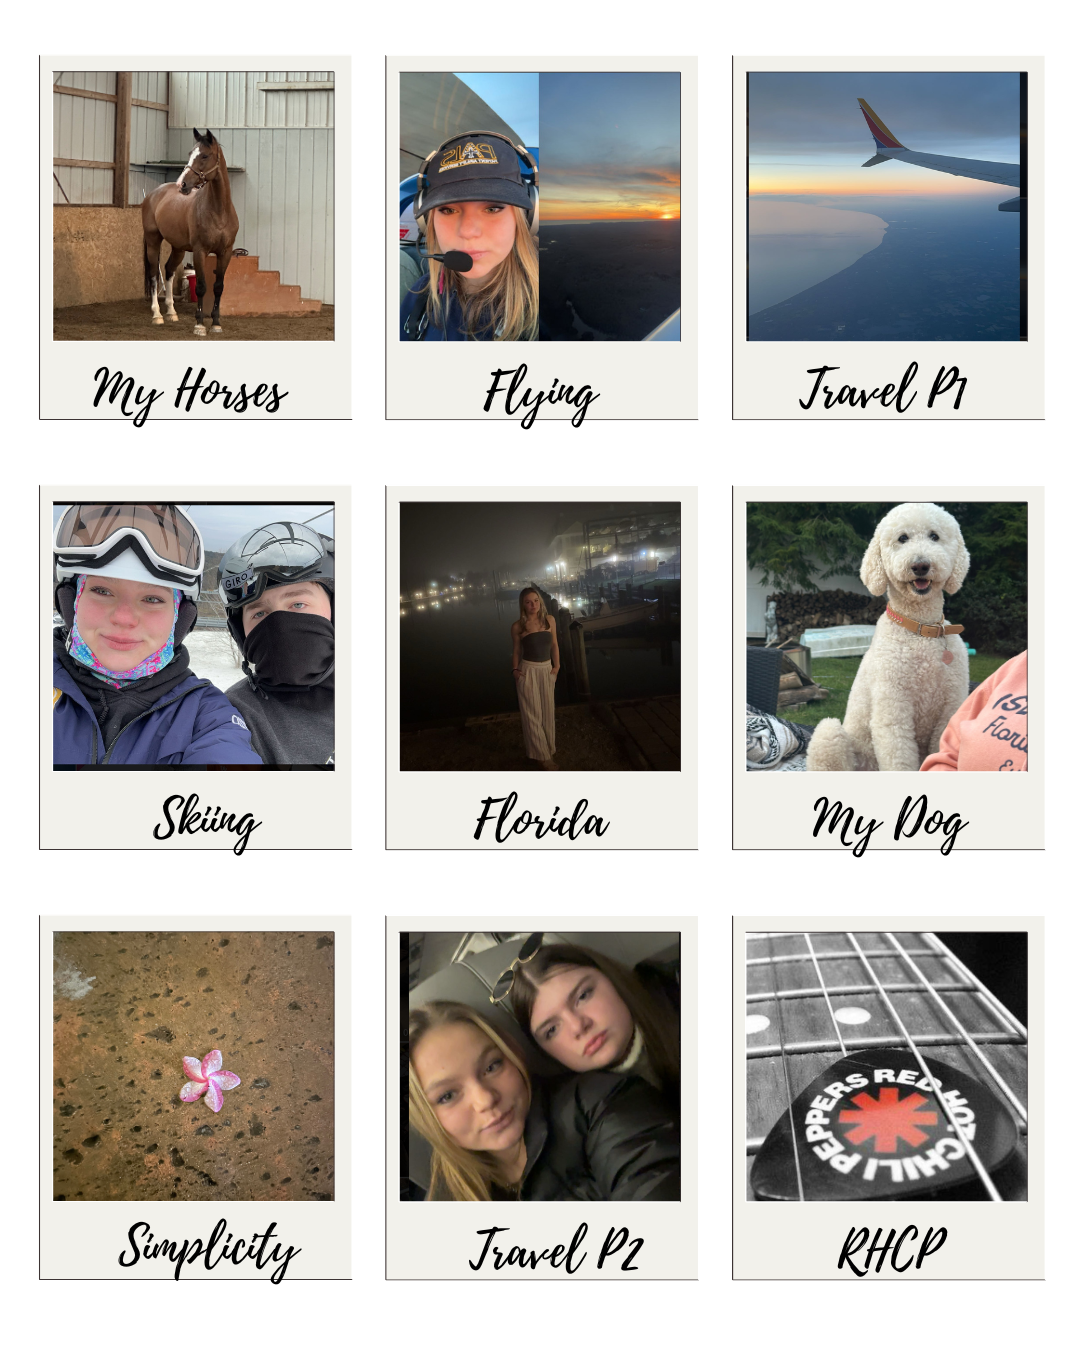 My Horses
Flying
Travel P1
GIRO
Skiing
Florida
My Dog
Simplicity
Travel P2
RED HOT CHILI PEPPERS
RHCP